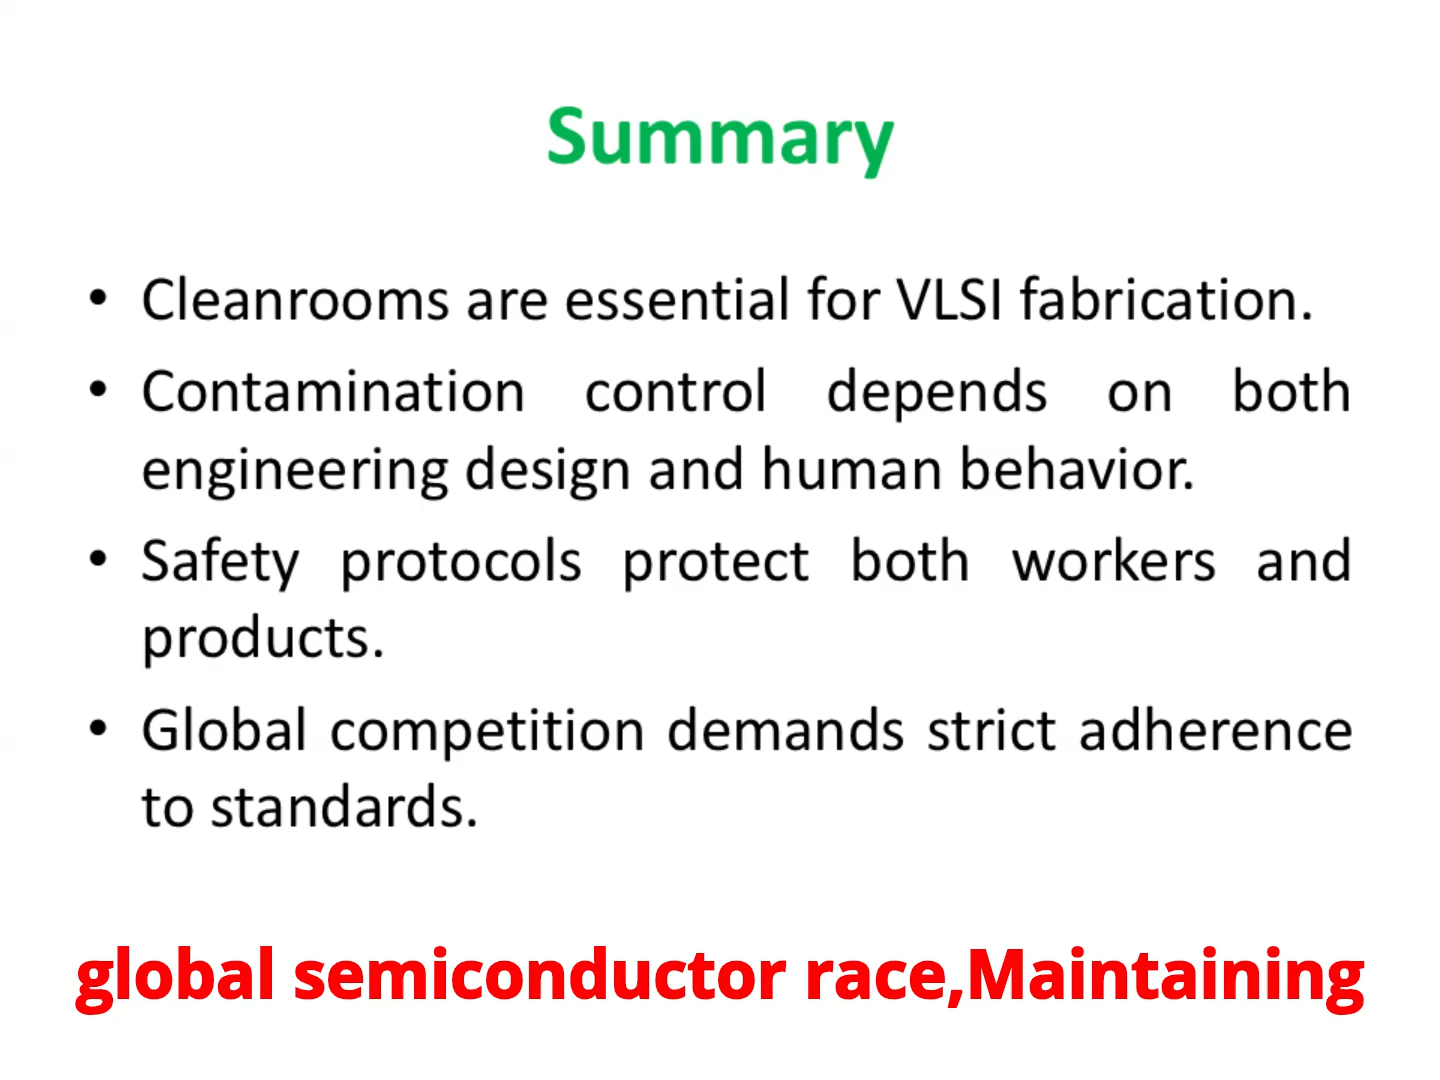 Summary
• Cleanrooms are essential for VLSI fabrication.
• Contamination control depends on both
engineering design and human behavior.
• Safety protocols protect both workers and
products.
• Global competition demands strict adherence
to standards.
global semiconductor race,Maintaining